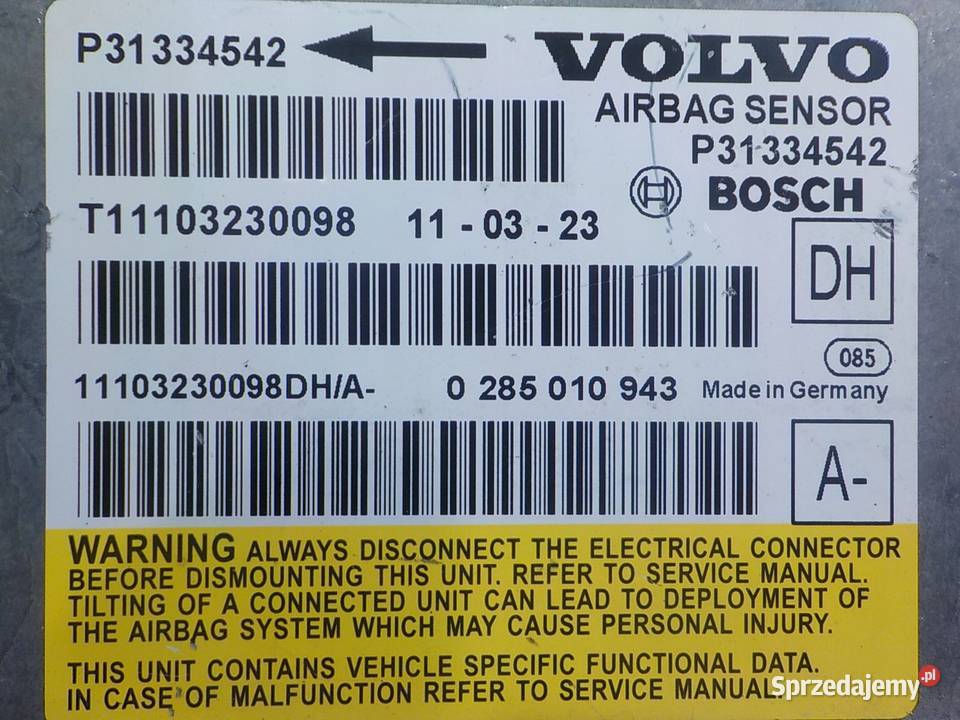 P31334542
VOLVO
AIRBAG SENSOR
P31334542
BOSCH
T11103230098 11 - 03 - 23
DH
085
11103230098DH/A- 0 285 010 943 Made in Germany
A-
WARNING ALWAYS DISCONNECT THE ELECTRICAL CONNECTOR
BEFORE DISMOUNTING THIS UNIT. REFER TO SERVICE MANUAL.
TILTING OF A CONNECTED UNIT CAN LEAD TO DEPLOYMENT OF
THE AIRBAG SYSTEM WHICH MAY CAUSE PERSONAL INJURY.
THIS UNIT CONTAINS VEHICLE SPECIFIC FUNCTIONAL DATA.
IN CASE OF MALFUNCTION REFER TO SERVICE MANUAL.
Sprzedajemy.pl